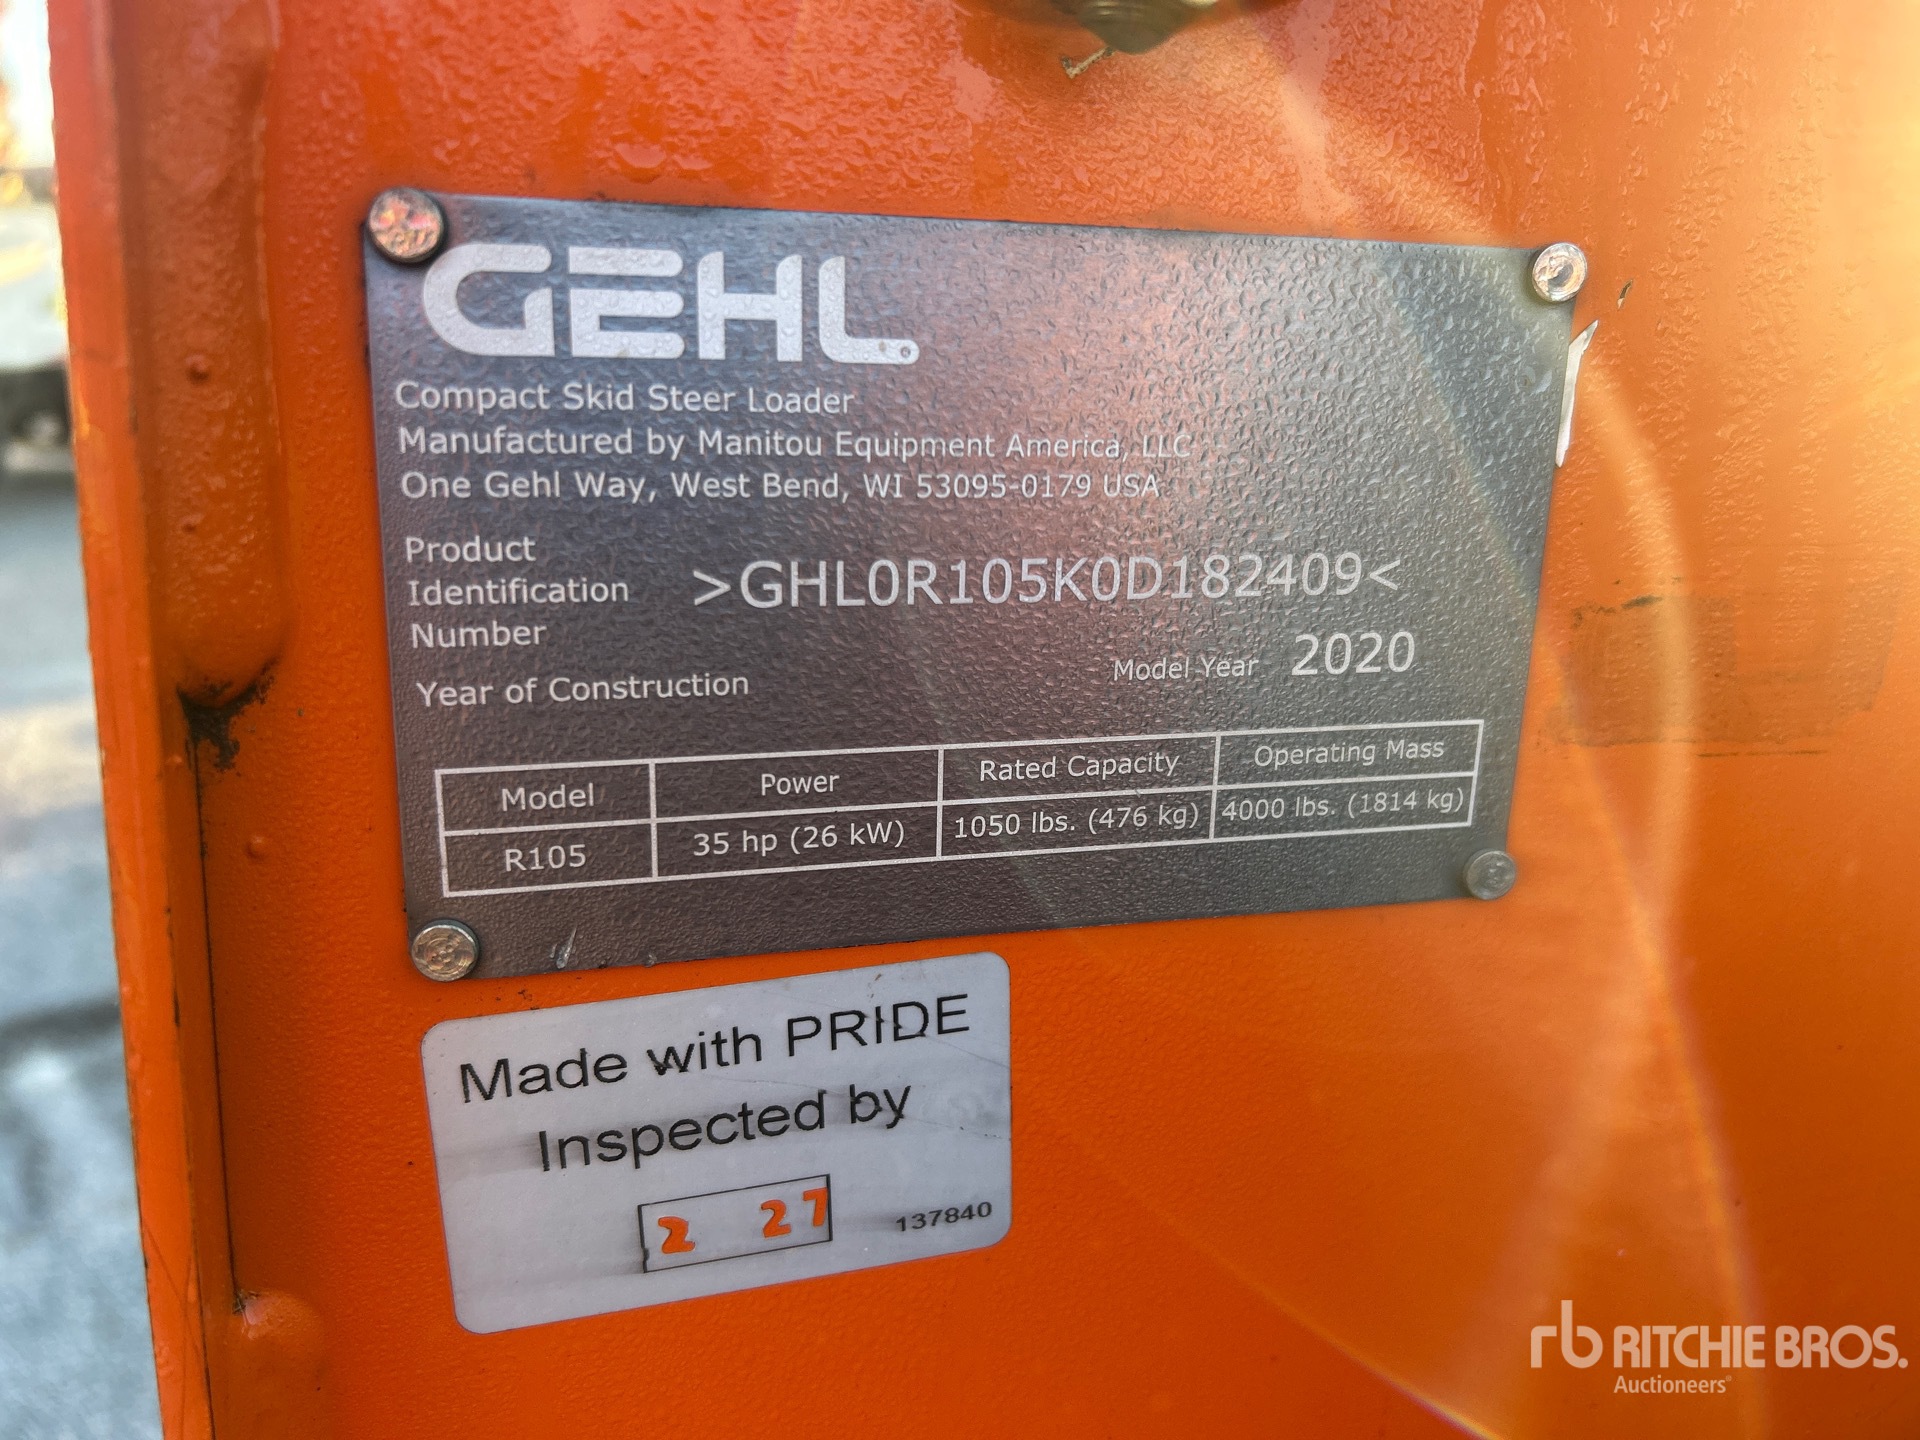 GEHL
Compact Skid Steer Loader
Manufactured by Manitou Equipment America, LLC
One Gehl Way, West Bend, WI 53095-0179 USA
Product
Identification
Number
>GHL0R105K0D182409<
Year of Construction
Model Year 2020
Model Power Rated Capacity Operating Mass
R105 35 hp (26 kW) 1050 lbs. (476 kg) 4000 lbs. (1814 kg)
Made with PRIDE
Inspected by
2 27
137840
rb RITCHIE BROS.
Auctioneers